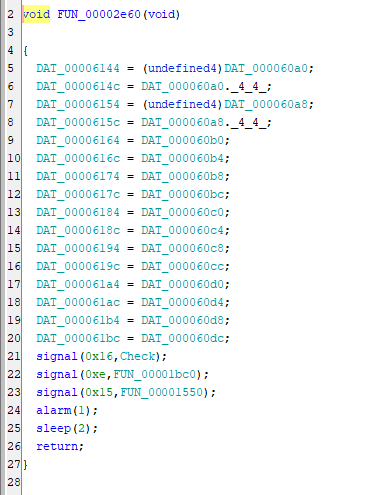 2 void FUN_00002e60(void)
3
4 {
5 DAT_00006144 = (undefined4)DAT_000060a0;
6 DAT_0000614c = DAT_000060a0._4_4_;
7 DAT_00006154 = (undefined4)DAT_000060a8;
8 DAT_0000615c = DAT_000060a8._4_4_;
9 DAT_00006164 = DAT_000060b0;
10 DAT_0000616c = DAT_000060b4;
11 DAT_00006174 = DAT_000060b8;
12 DAT_0000617c = DAT_000060bc;
13 DAT_00006184 = DAT_000060c0;
14 DAT_0000618c = DAT_000060c4;
15 DAT_00006194 = DAT_000060c8;
16 DAT_0000619c = DAT_000060cc;
17 DAT_000061a4 = DAT_000060d0;
18 DAT_000061ac = DAT_000060d4;
19 DAT_000061b4 = DAT_000060d8;
20 DAT_000061bc = DAT_000060dc;
21 signal(0x16,Check);
22 signal(0xe,FUN_00001bc0);
23 signal(0x15,FUN_00001550);
24 alarm(1);
25 sleep(2);
26 return;
27 }
28